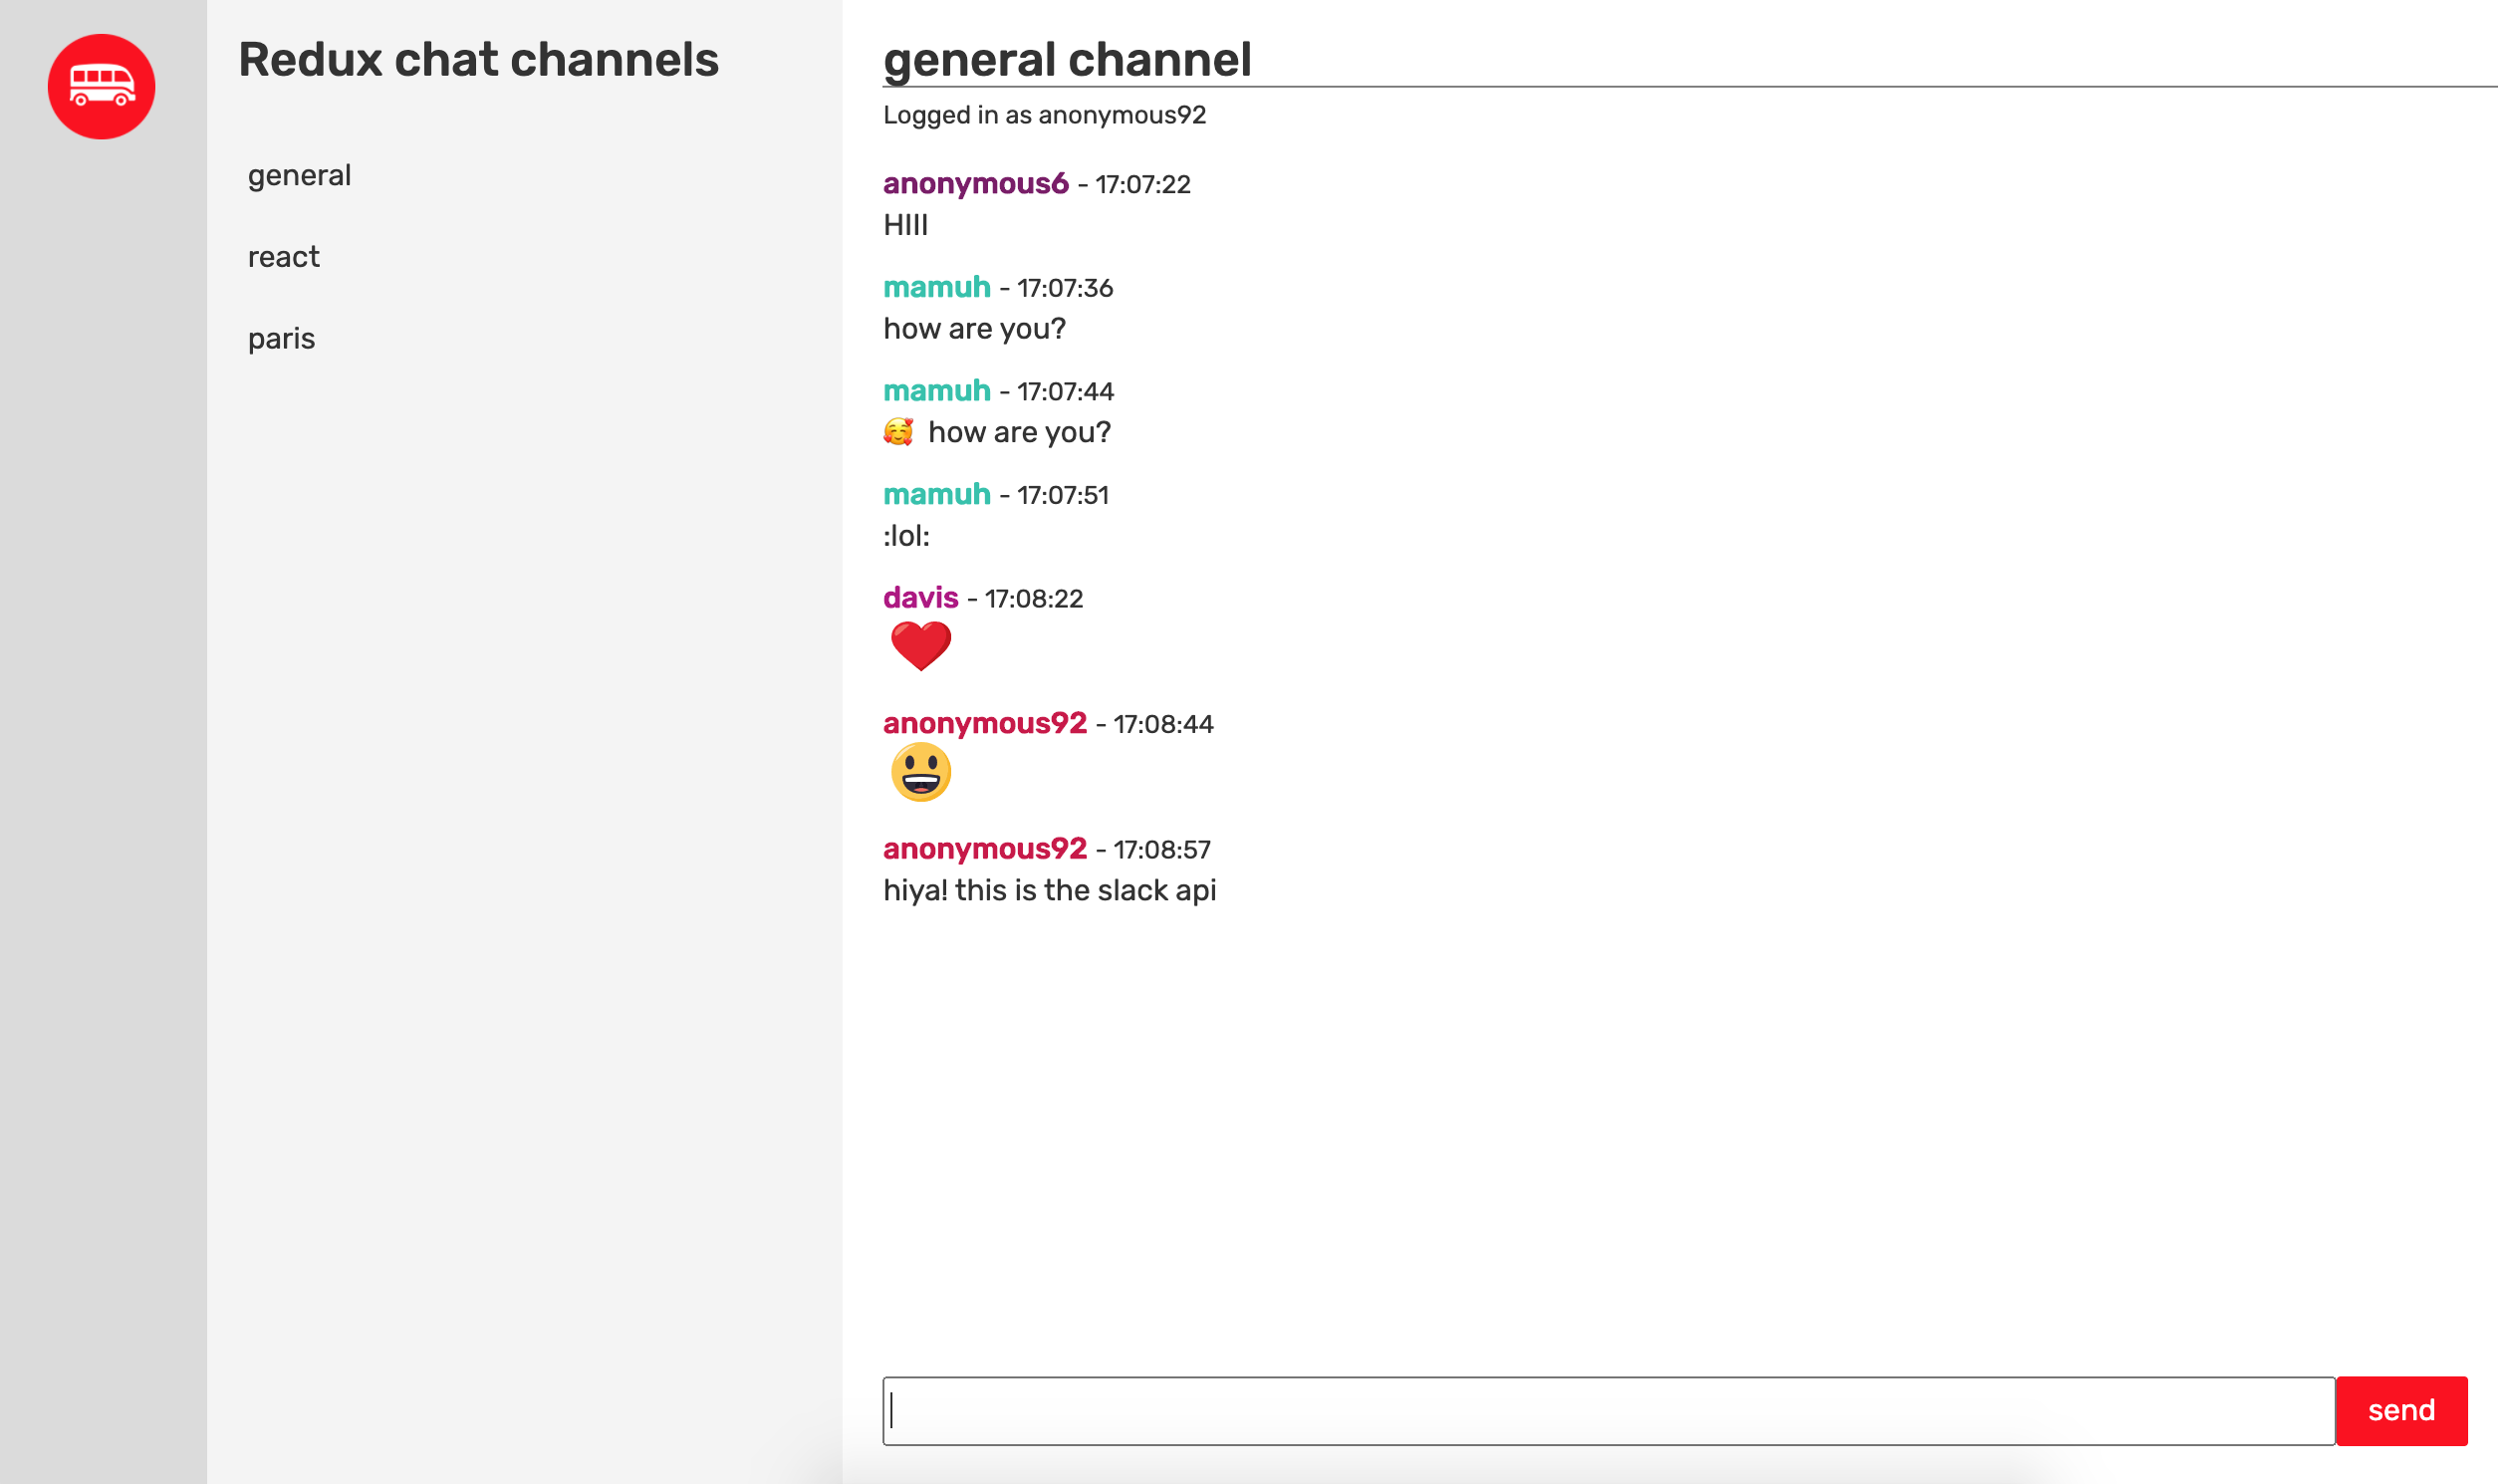 Redux chat channels
general
react
paris
general channel
Logged in as anonymous92
anonymous6 - 17:07:22
HIII
mamuh - 17:07:36
how are you?
mamuh - 17:07:44
🥰 how are you?
mamuh - 17:07:51
:lol:
davis - 17:08:22
❤️
anonymous92 - 17:08:44
😃
anonymous92 - 17:08:57
hiya! this is the slack api
send